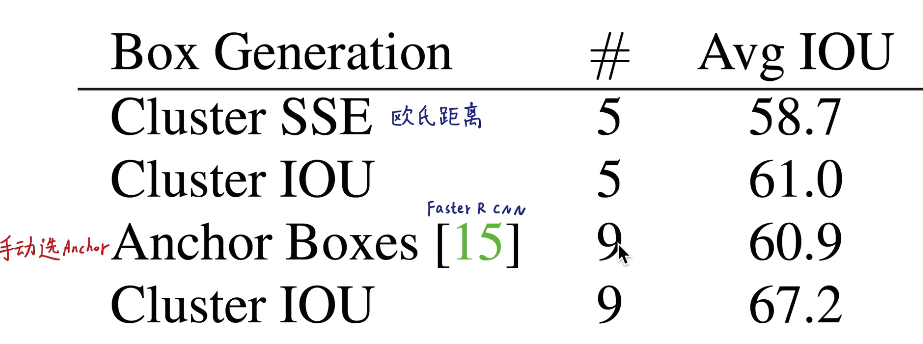 Box Generation # Avg IOU
Cluster SSE 欧氏距离 5 58.7
Cluster IOU 5 61.0
Faster R CNN
手动选Anchor Anchor Boxes [15] 9 60.9
Cluster IOU 9 67.2